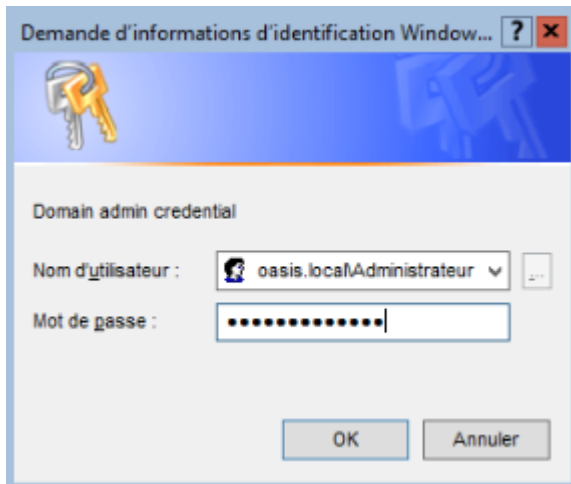 Demande d'informations d'identification Window... ? ×
Domain admin credential
Nom d'utilisateur : oasis.local\Administrateur ...
Mot de passe : •••••••••••••
OK Annuler